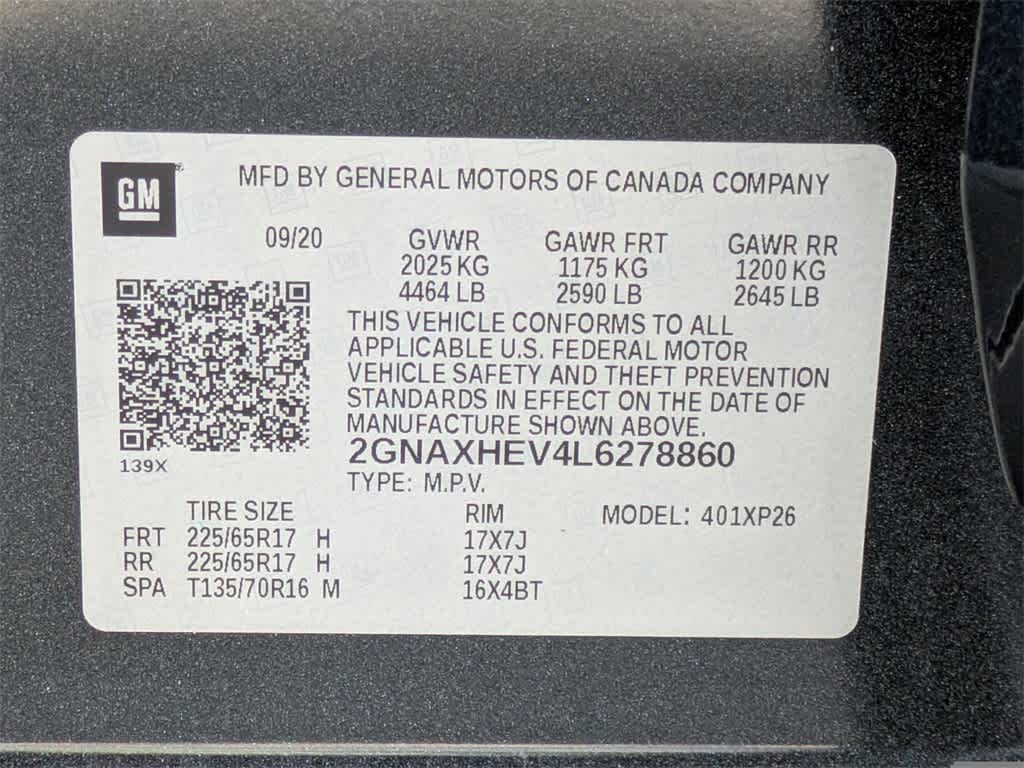 GM
MFD BY GENERAL MOTORS OF CANADA COMPANY
09/20
GVWR GAWR FRT GAWR RR
2025 KG 1175 KG 1200 KG
4464 LB 2590 LB 2645 LB
THIS VEHICLE CONFORMS TO ALL
APPLICABLE U.S. FEDERAL MOTOR
VEHICLE SAFETY AND THEFT PREVENTION
STANDARDS IN EFFECT ON THE DATE OF
MANUFACTURE SHOWN ABOVE.
139X
2GNAXHEV4L6278860
TYPE: M.P.V.
TIRE SIZE RIM MODEL: 401XP26
FRT 225/65R17 H 17X7J
RR 225/65R17 H 17X7J
SPA T135/70R16 M 16X4BT